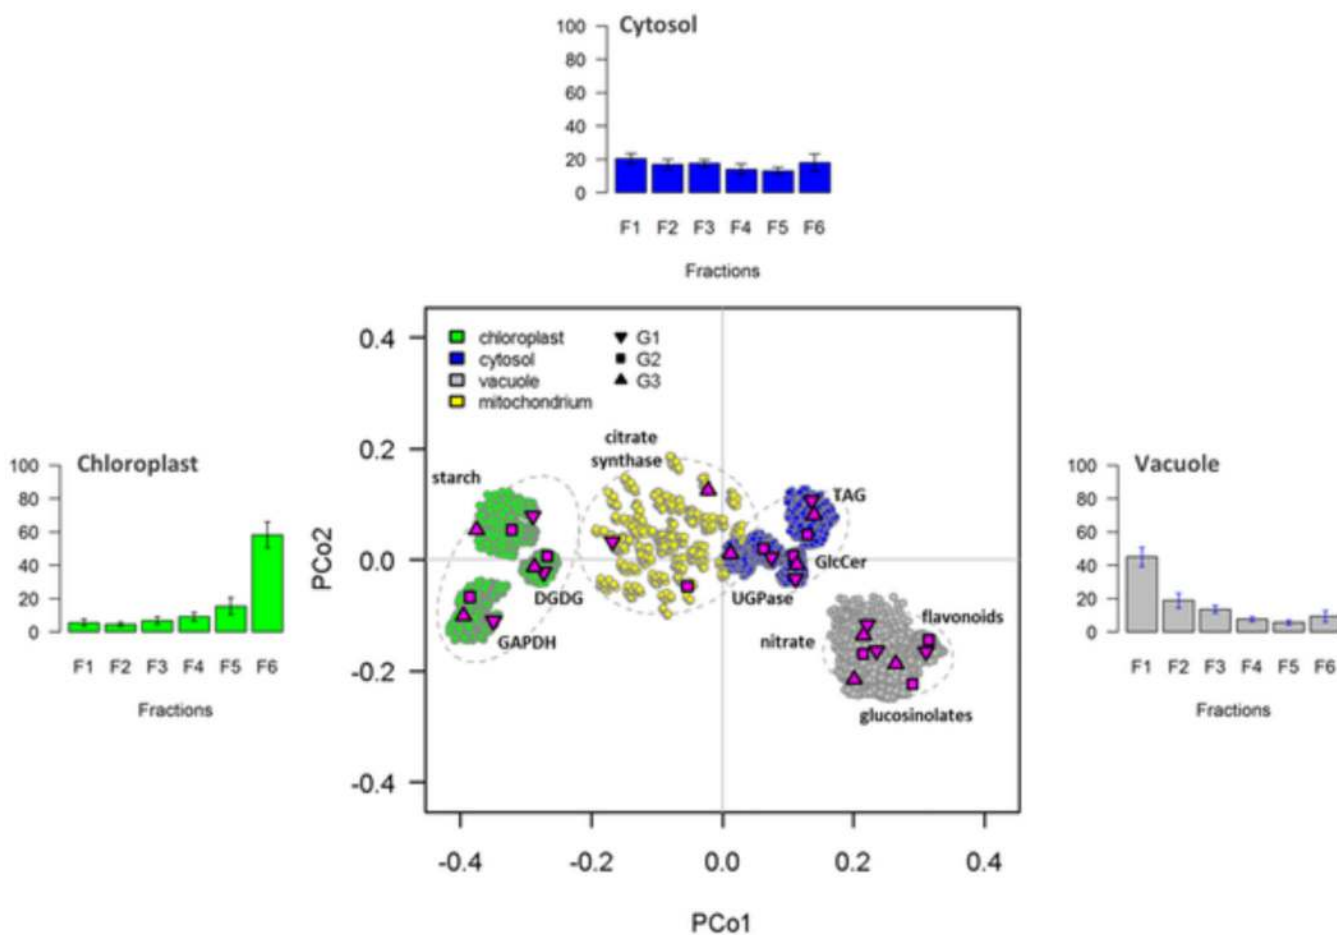 Cytosol
100
80
60
40
20
0
F1 F2 F3 F4 F5 F6
Fractions
Chloroplast
100
80
60
40
20
0
F1 F2 F3 F4 F5 F6
Fractions
chloroplast
cytosol
vacuole
mitochondrium
G1
G2
G3
citrate
synthase
starch
TAG
GlcCer
DGDG
UGPase
GAPDH
nitrate
flavonoids
glucosinolates
0.4
0.2
0.0
-0.2
-0.4
PCo2
-0.4 -0.2 0.0 0.2 0.4
PCo1
Vacuole
100
80
60
40
20
0
F1 F2 F3 F4 F5 F6
Fractions